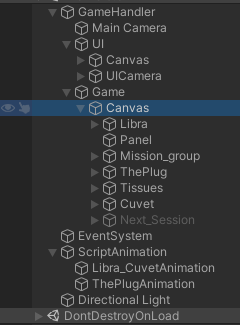 GameHandler
Main Camera
UI
Canvas
UICamera
Game
Canvas
Libra
Panel
Mission_group
ThePlug
Tissues
Cuvet
Next_Session
EventSystem
ScriptAnimation
Libra_CuvetAnimation
ThePlugAnimation
Directional Light
DontDestroyOnLoad